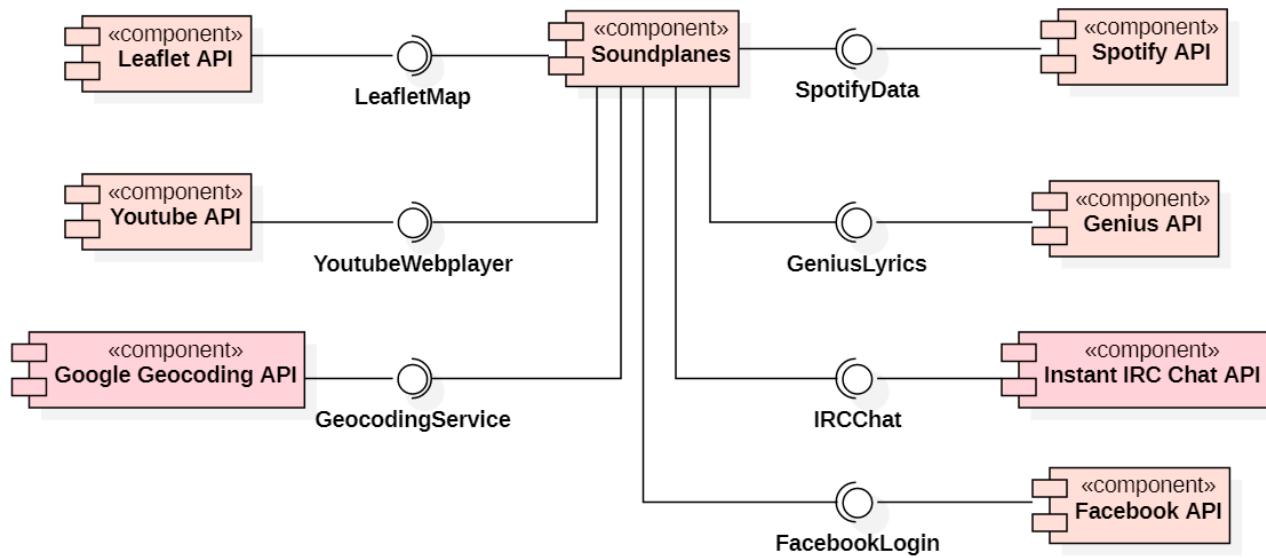 «component»
Leaflet API
LeafletMap
«component»
Soundplanes
SpotifyData
«component»
Spotify API
«component»
Youtube API
YoutubeWebplayer
GeniusLyrics
«component»
Genius API
«component»
Google Geocoding API
GeocodingService
IRCChat
«component»
Instant IRC Chat API
FacebookLogin
«component»
Facebook API